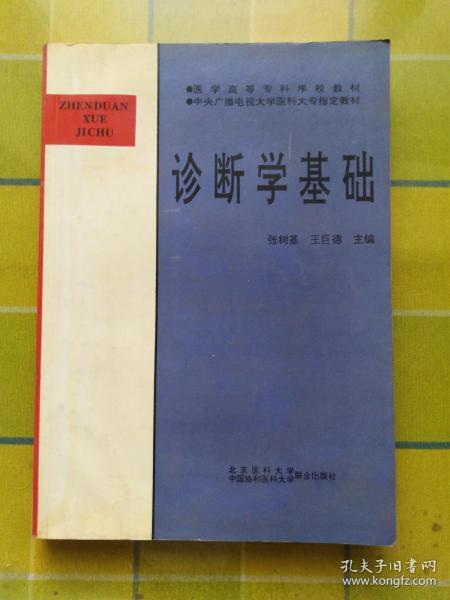 ●医学高等专科学校教材
●中央广播电视大学医科大专指定教材
ZHENDUAN
XUE
JICHU
诊断学基础
张树基 王巨德 主编
北京医科大学
中国协和医科大学
联合出版社
孔夫子旧书网
www.kongfz.com